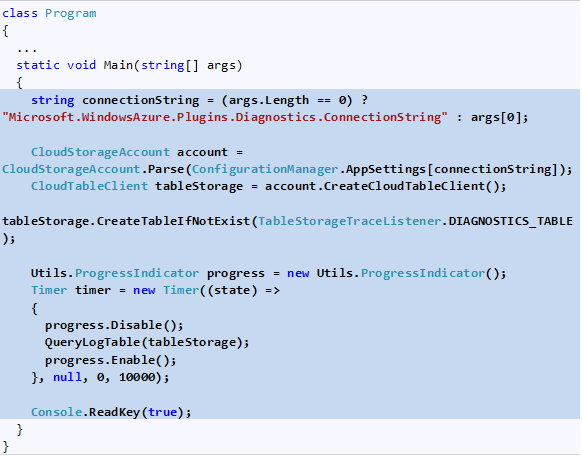 class Program
{
  ...
  static void Main(string[] args)
  {
    string connectionString = (args.Length == 0) ?
"Microsoft.WindowsAzure.Plugins.Diagnostics.ConnectionString" : args[0];
    CloudStorageAccount account =
CloudStorageAccount.Parse(ConfigurationManager.AppSettings[connectionString]);
    CloudTableClient tableStorage = account.CreateCloudTableClient();
tableStorage.CreateTableIfNotExist(TableStorageTraceListener.DIAGNOSTICS_TABLE
);
    Utils.ProgressIndicator progress = new Utils.ProgressIndicator();
    Timer timer = new Timer((state) =>
    {
      progress.Disable();
      QueryLogTable(tableStorage);
      progress.Enable();
    }, null, 0, 10000);
    Console.ReadKey(true);
  }
}